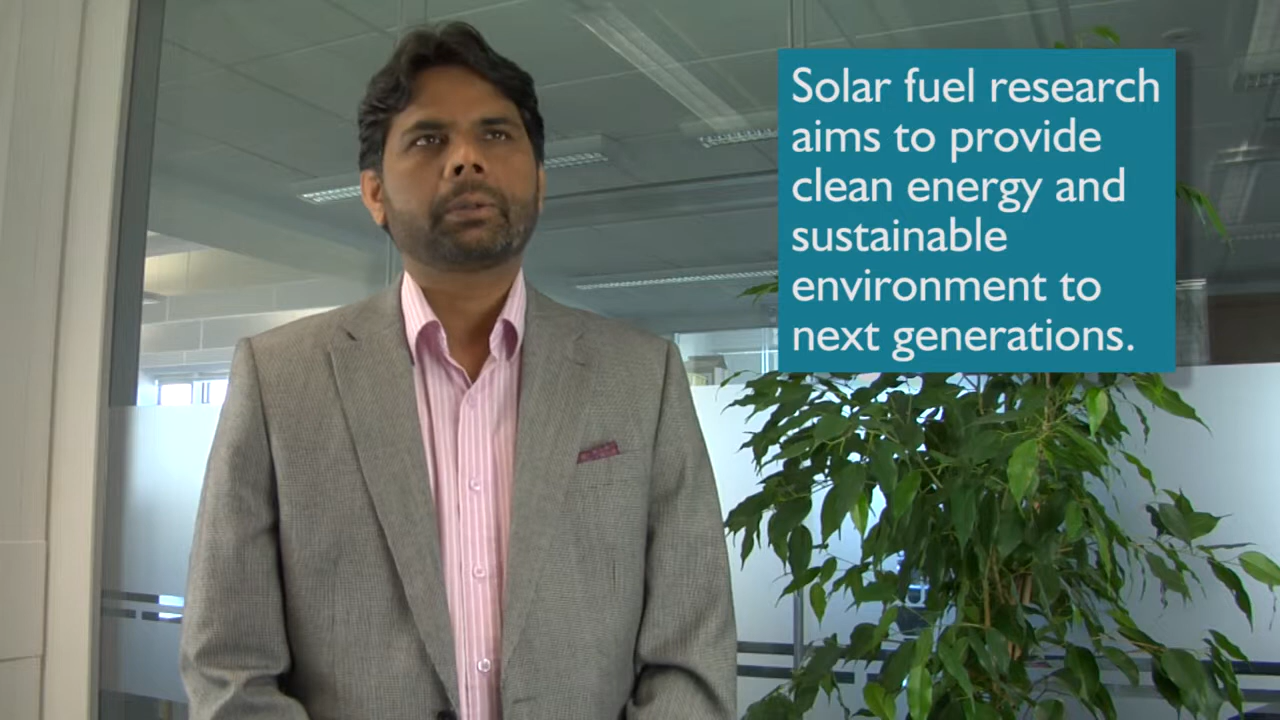 Solar fuel research
aims to provide
clean energy and
sustainable
environment to
next generations.